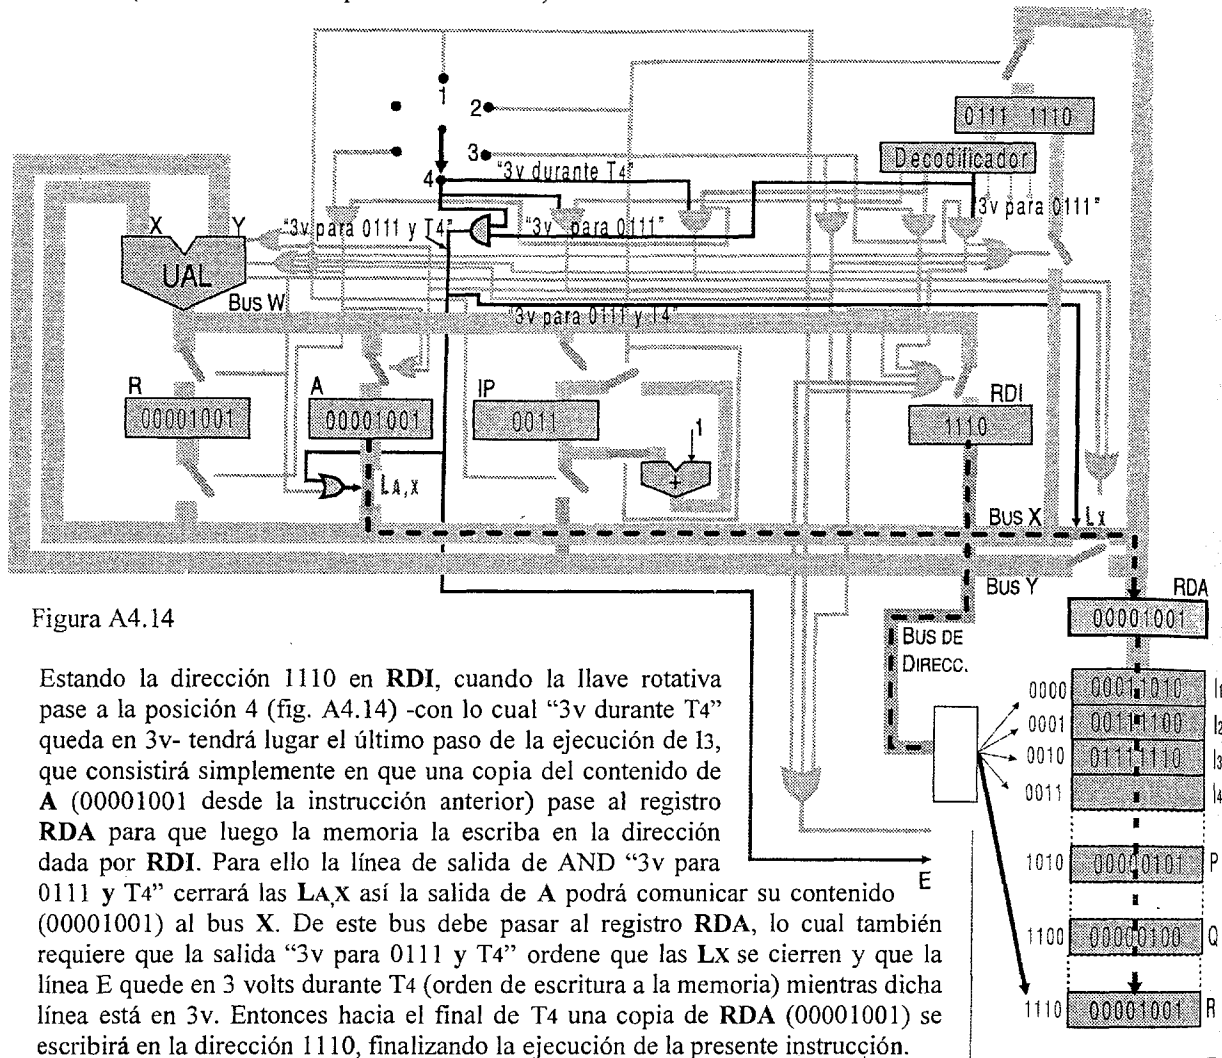 1
2
3
4
"3v durante T4"
0111 1110
Decodificador
"3v para 0111 y T4"
"3v para 0111"
"3v para 0111"
X
Y
UAL
BUS W
"3v para 0111 y T4"
R
00001001
A
00001001
IP
0011
1
+
RDI
1110
LA,X
BUS X
LX
BUS Y
RDA
00001001
BUS DE
DIRECC.
0000 00011010 I1
0001 00111100 I2
0010 01111110 I3
0011 I4
1010 00000101 P
1100 00000100 Q
1110 00001001 R
E
Figura A4.14
Estando la dirección 1110 en RDI, cuando la llave rotativa
pase a la posición 4 (fig. A4.14) -con lo cual "3v durante T4"
queda en 3v- tendrá lugar el último paso de la ejecución de I3,
que consistirá simplemente en que una copia del contenido de
A (00001001 desde la instrucción anterior) pase al registro
RDA para que luego la memoria la escriba en la dirección
dada por RDI. Para ello la línea de salida de AND "3v para
0111 y T4" cerrará las LA,X así la salida de A podrá comunicar su contenido
(00001001) al bus X. De este bus debe pasar al registro RDA, lo cual también
requiere que la salida "3v para 0111 y T4" ordene que las LX se cierren y que la
línea E quede en 3 volts durante T4 (orden de escritura a la memoria) mientras dicha
línea está en 3v. Entonces hacia el final de T4 una copia de RDA (00001001) se
escribirá en la dirección 1110, finalizando la ejecución de la presente instrucción.